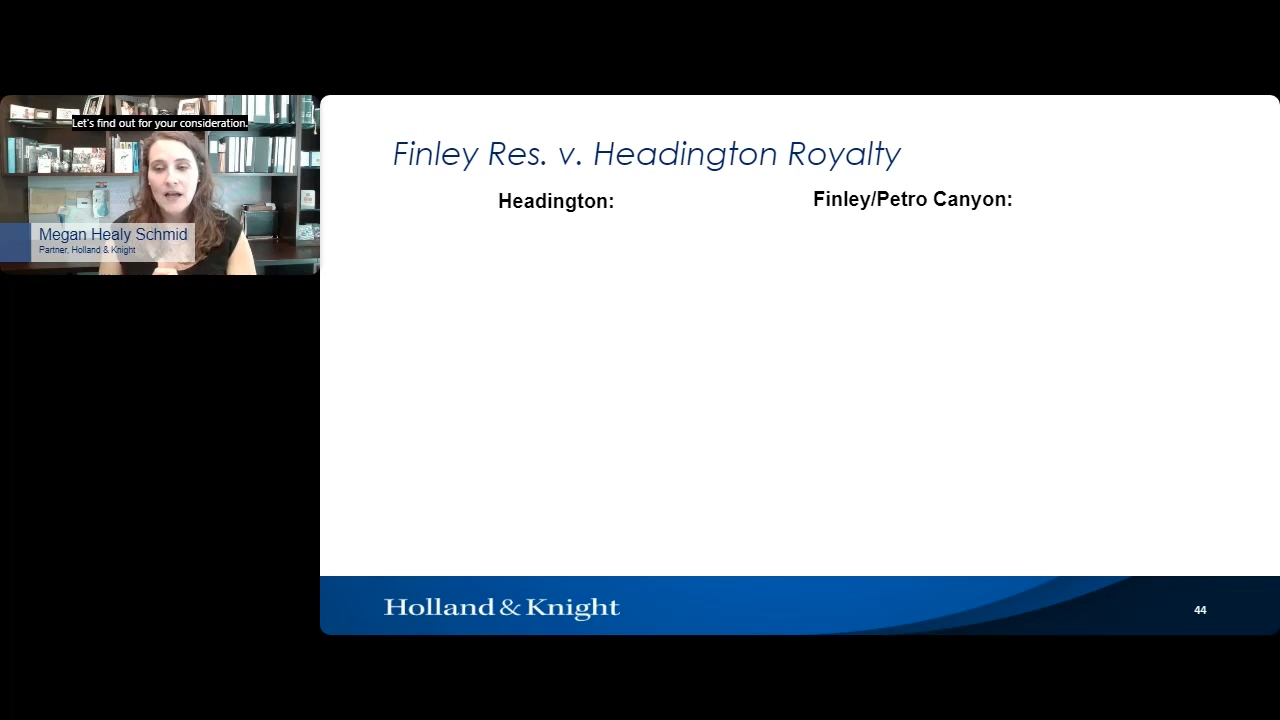 Let's find out for your consideration.
Megan Healy Schmid
Partner, Holland & Knight
Finley Res. v. Headington Royalty
Headington:
Finley/Petro Canyon:
Holland & Knight
44